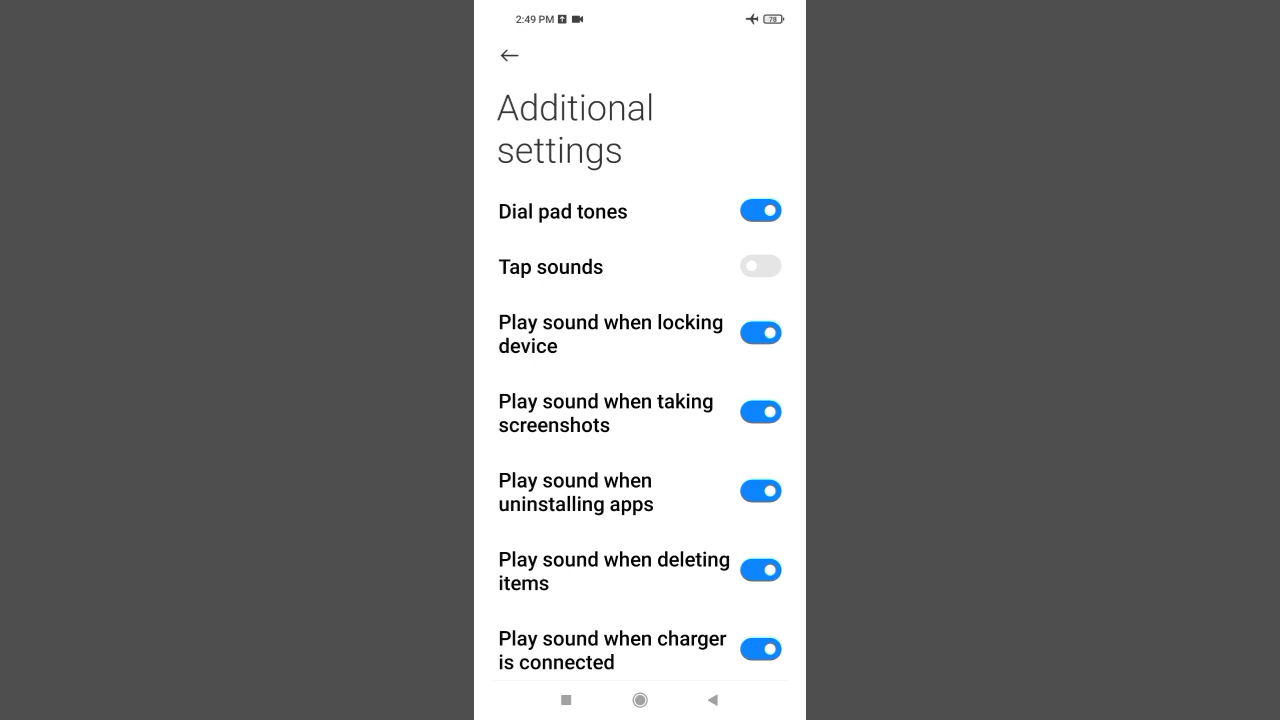 2:49 PM
78
Additional
settings
Dial pad tones
Tap sounds
Play sound when locking
device
Play sound when taking
screenshots
Play sound when
uninstalling apps
Play sound when deleting
items
Play sound when charger
is connected